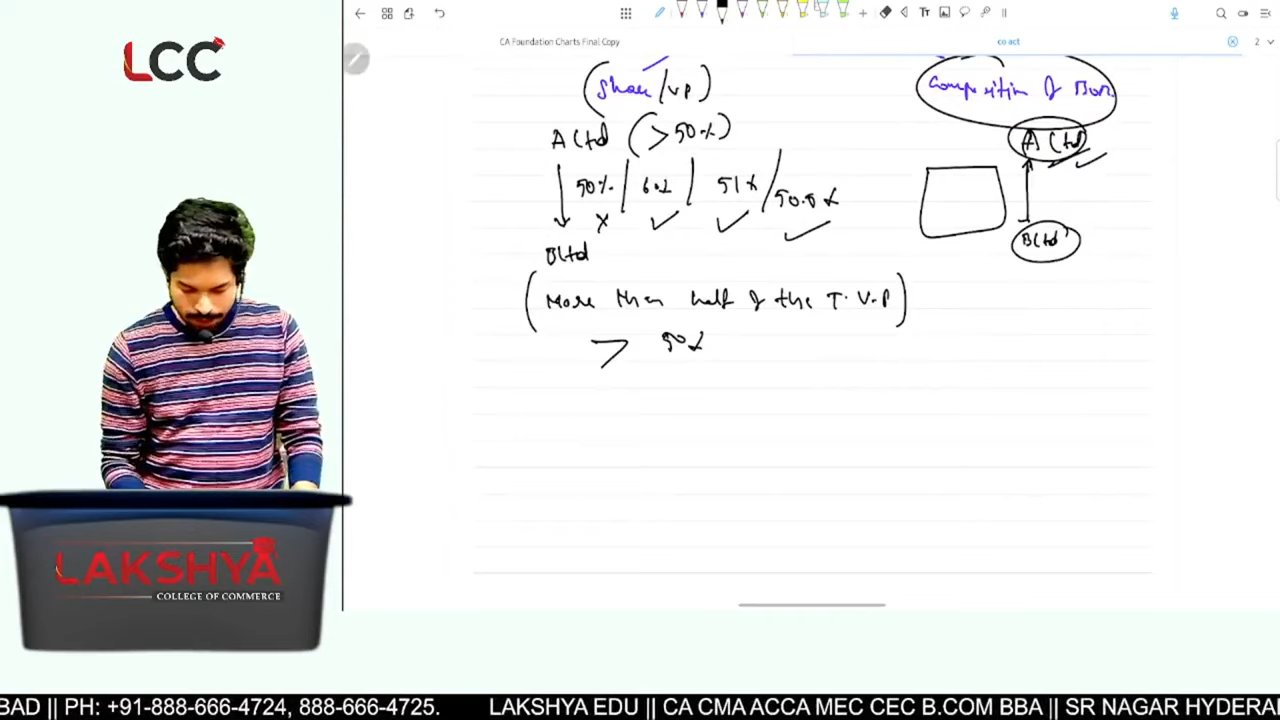 LCC
CA Foundation Charts Final Copy
co act
2
Tт
(Share/VP)
A Ltd (>50%)
50% / 60% / 51% / 50.5%
B Ltd
(More than half of the T.V.P)
> 50%
Composition of BOD
A Ltd
B Ltd
LAKSHYA
COLLEGE OF COMMERCE
BAD || PH: +91-888-666-4724, 888-666-4725. LAKSHYA EDU || CA CMA ACCA MEC CEC B.COM BBA || SR NAGAR HYDERA